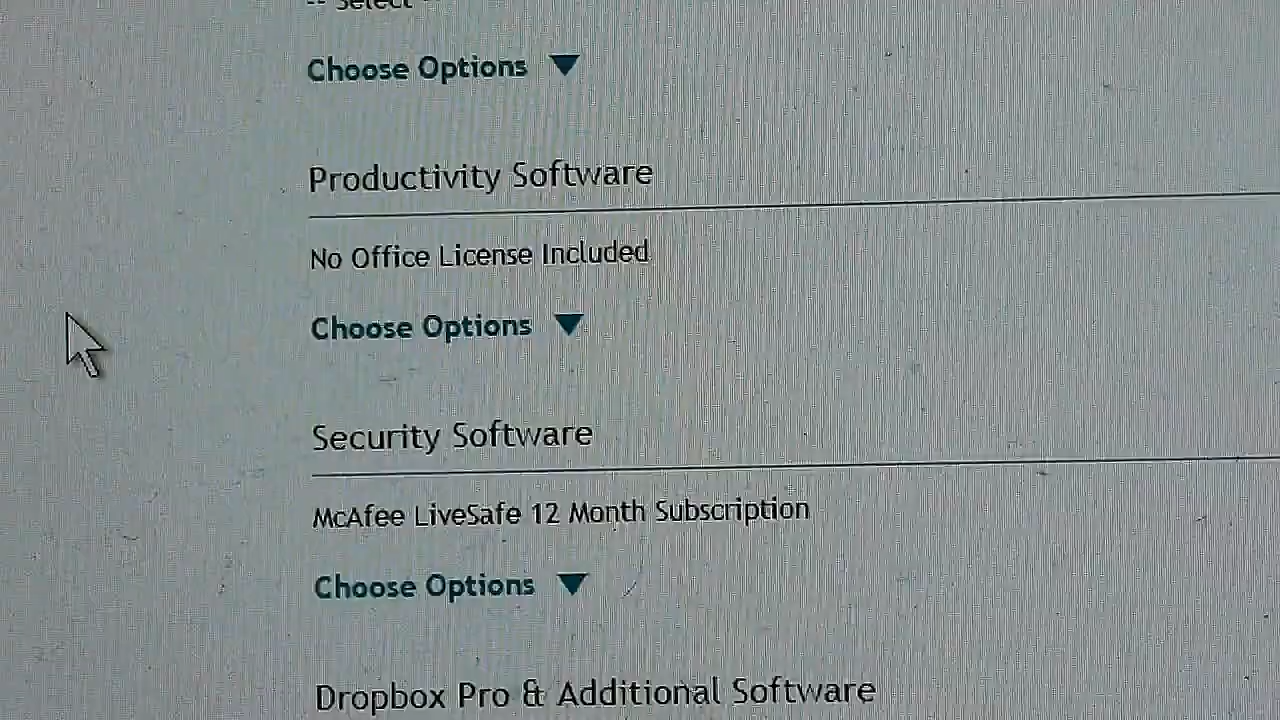 -- Select
Choose Options
Productivity Software
No Office License Included
Choose Options
Security Software
McAfee LiveSafe 12 Month Subscription
Choose Options
Dropbox Pro & Additional Software